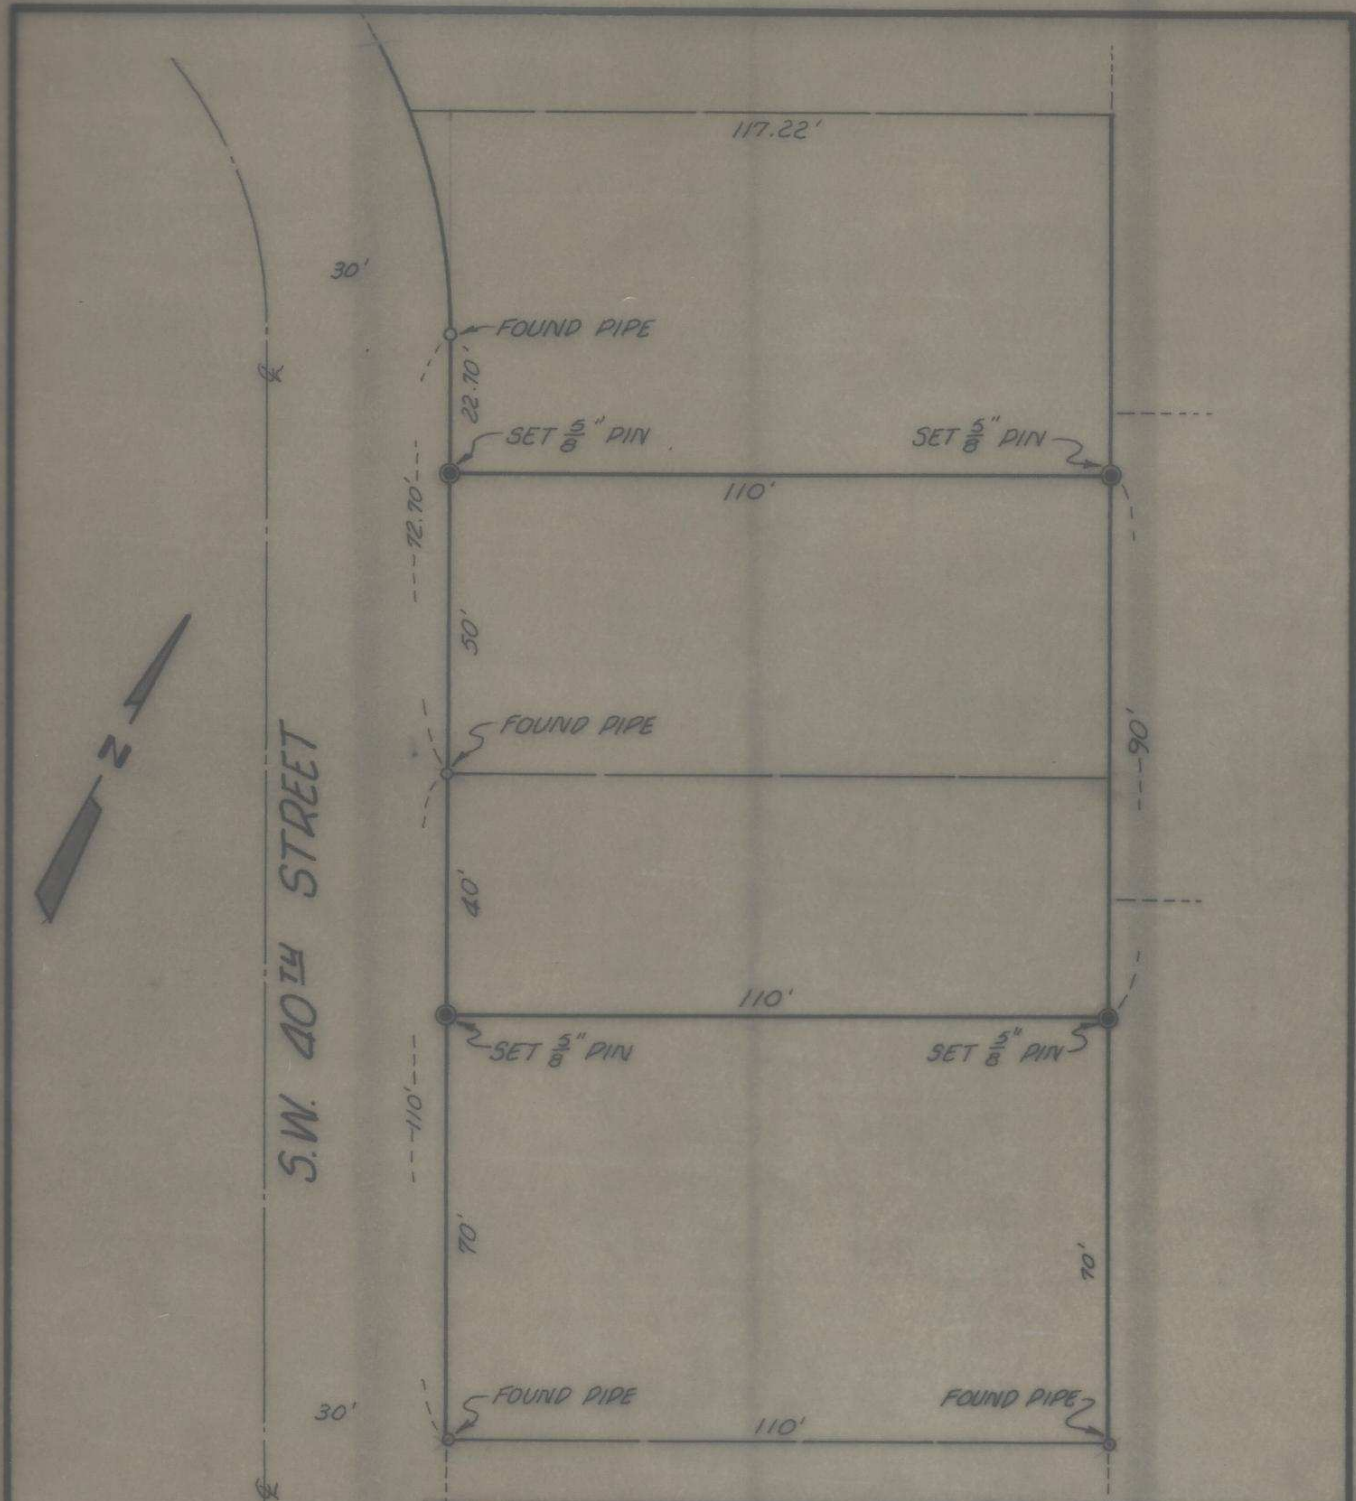 117.22'
30'
FOUND PIPE
22.70'
℄
SET 5/8" PIN
SET 5/8" PIN
110'
72.70'
50'
FOUND PIPE
90'
N
S.W. 40TH STREET
40'
110'
SET 5/8" PIN
SET 5/8" PIN
110'
70'
70'
FOUND PIPE
FOUND PIPE
30'
110'
℄